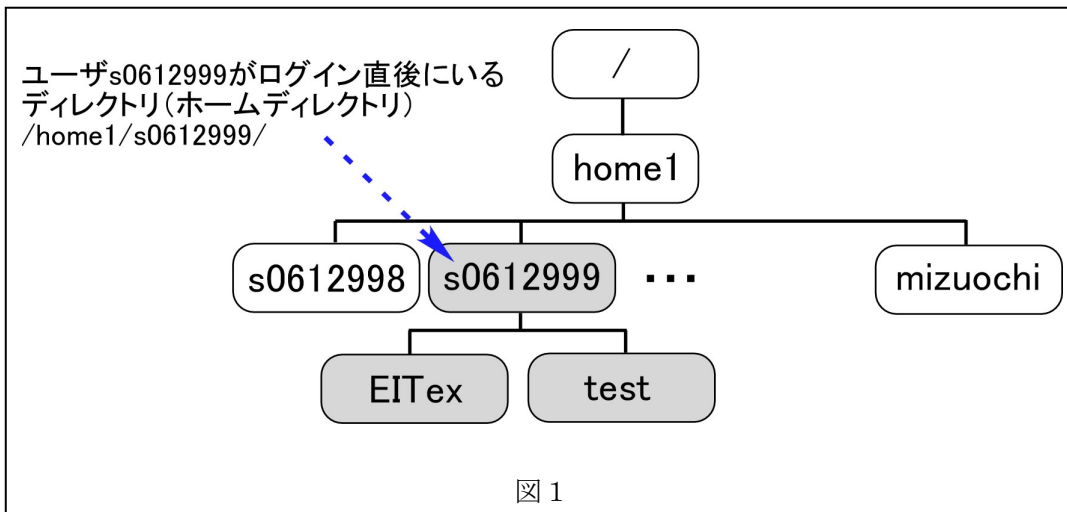 ユーザs0612999がログイン直後にいる
ディレクトリ(ホームディレクトリ)
/home1/s0612999/
/
home1
s0612998
s0612999
...
mizuochi
EITex
test
図1